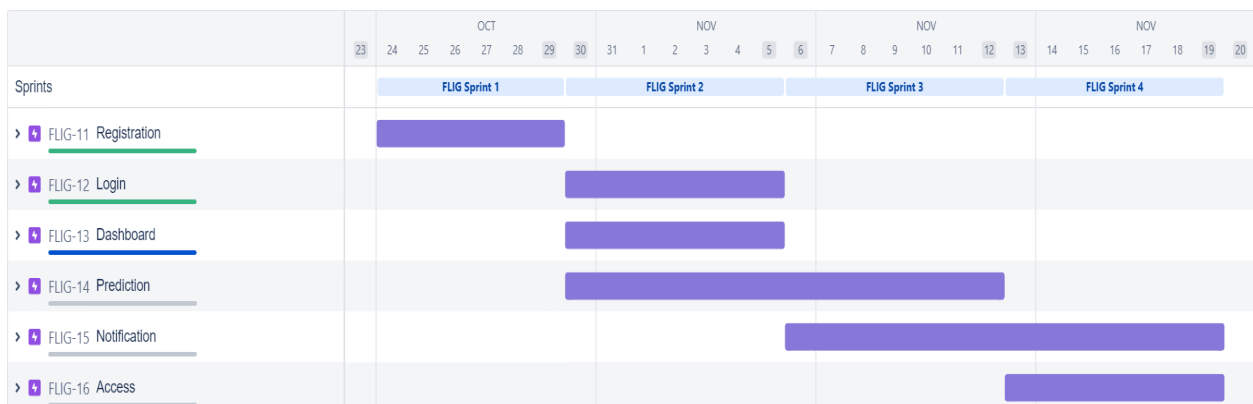 OCT NOV NOV NOV
23 24 25 26 27 28 29 30 31 1 2 3 4 5 6 7 8 9 10 11 12 13 14 15 16 17 18 19 20
Sprints FLIG Sprint 1 FLIG Sprint 2 FLIG Sprint 3 FLIG Sprint 4
FLIG-11 Registration
FLIG-12 Login
FLIG-13 Dashboard
FLIG-14 Prediction
FLIG-15 Notification
FLIG-16 Access